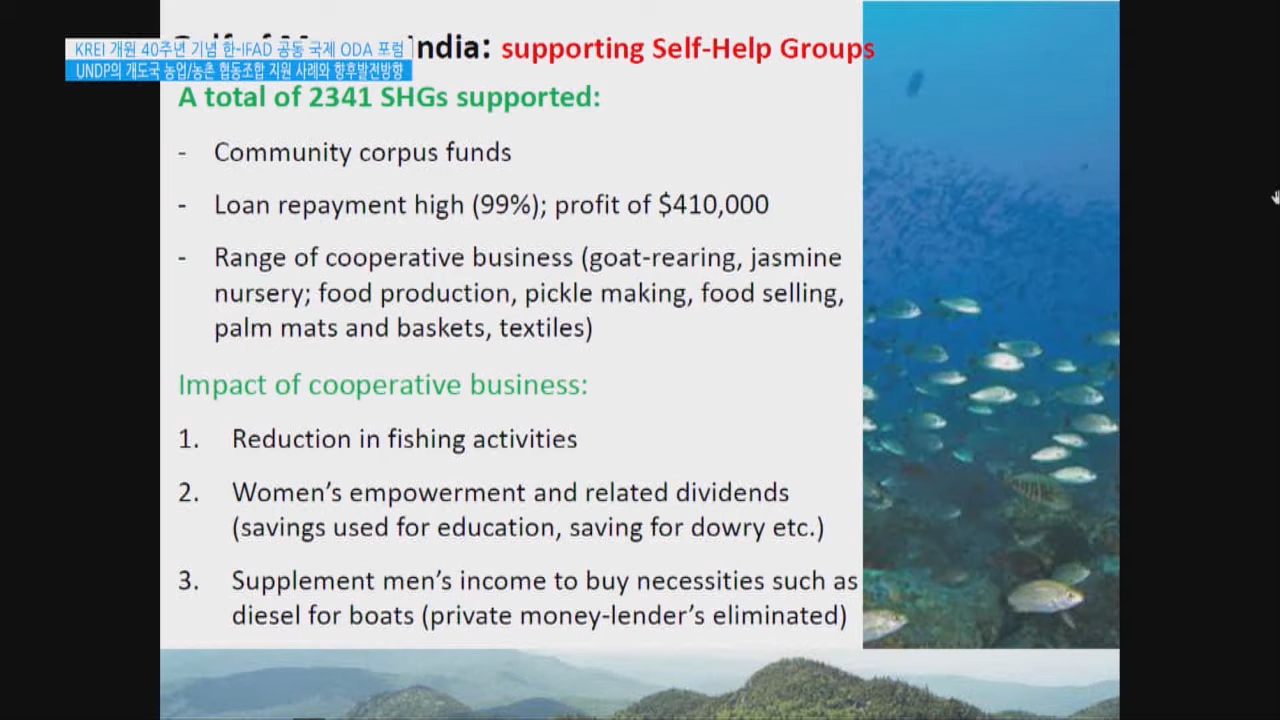 KREI 개원 40주년 기념 한-IFAD 공동 국제 ODA 포럼
UNDP의 개도국 농업/농촌 협동조합 지원 사례와 향후발전방향
India: supporting Self-Help Groups
A total of 2341 SHGs supported:
- Community corpus funds
- Loan repayment high (99%); profit of $410,000
- Range of cooperative business (goat-rearing, jasmine
nursery; food production, pickle making, food selling,
palm mats and baskets, textiles)
Impact of cooperative business:
1. Reduction in fishing activities
2. Women’s empowerment and related dividends
(savings used for education, saving for dowry etc.)
3. Supplement men’s income to buy necessities such as
diesel for boats (private money-lender’s eliminated)